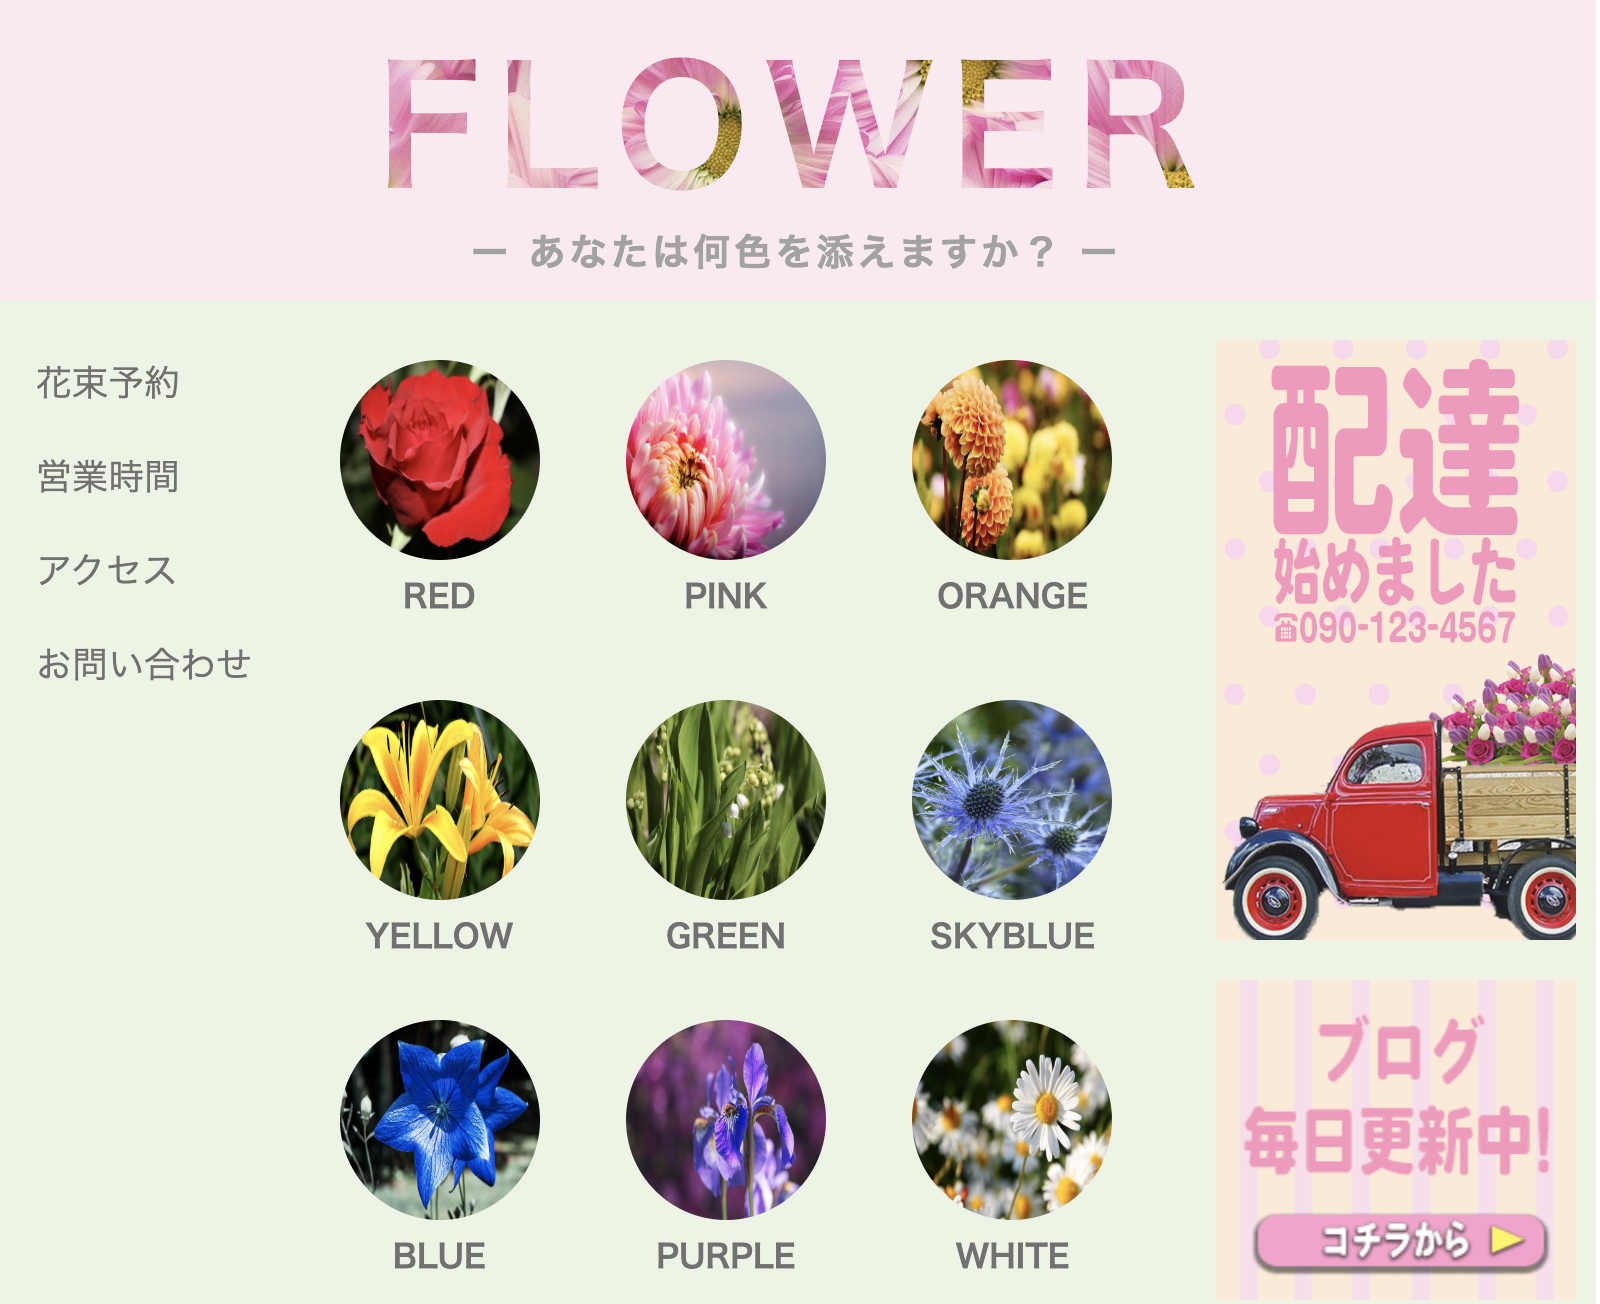 FLOWER
ー あなたは何色を添えますか？ ー
花束予約
営業時間
アクセス
お問い合わせ
RED
PINK
ORANGE
YELLOW
GREEN
SKYBLUE
BLUE
PURPLE
WHITE
配達
始めました
☎090-123-4567
ブログ
毎日更新中!
コチラから